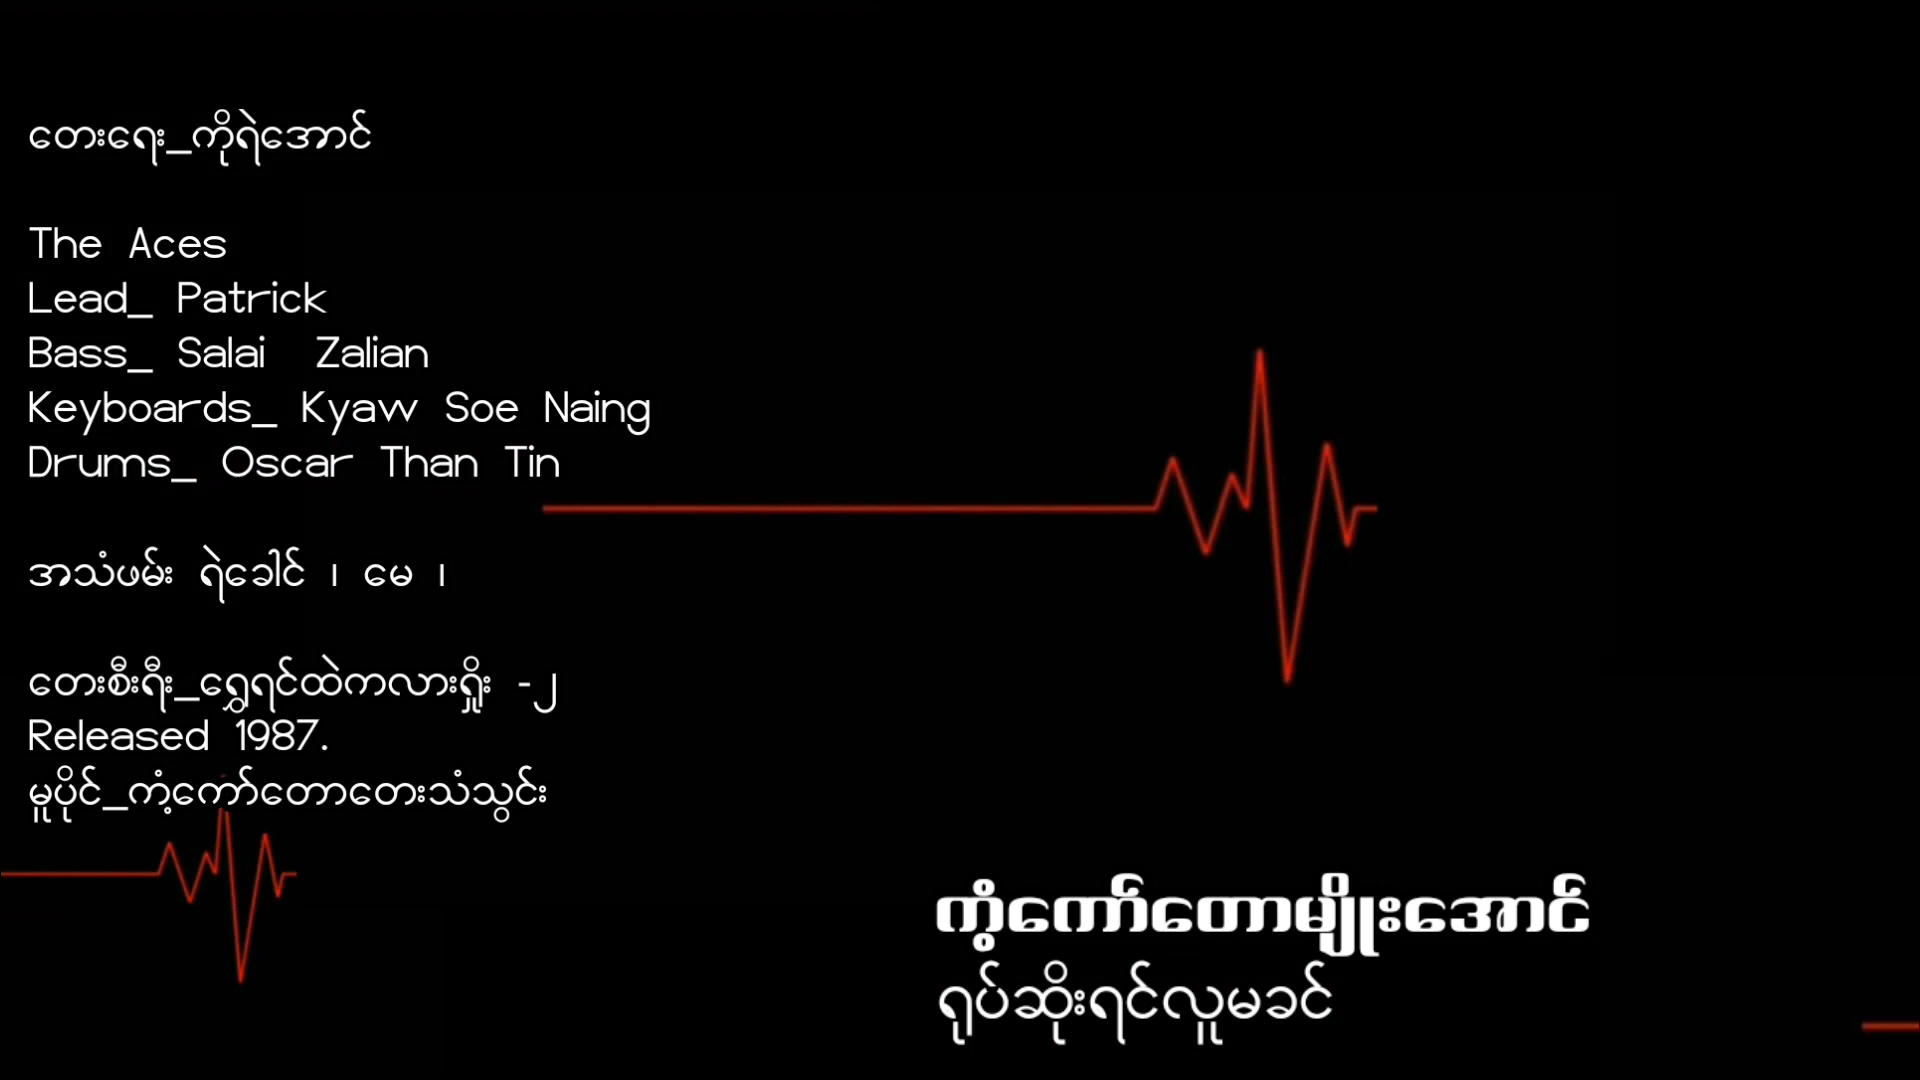 တေးရေး_ကိုရဲအောင်
The Aces
Lead_ Patrick
Bass_ Salai Zalian
Keyboards_ Kyaw Soe Naing
Drums_ Oscar Than Tin
အသံဖမ်း ရဲခေါင် ၊ မေ ၊
တေးစီးရီး_ရွှေရင်ထဲကလားရှိုး -၂
Released 1987.
မူပိုင်_ကံ့ကော်တောတေးသံသွင်း
ကံ့ကော်တောမျိုးအောင်
ရုပ်ဆိုးရင်လူမခင်